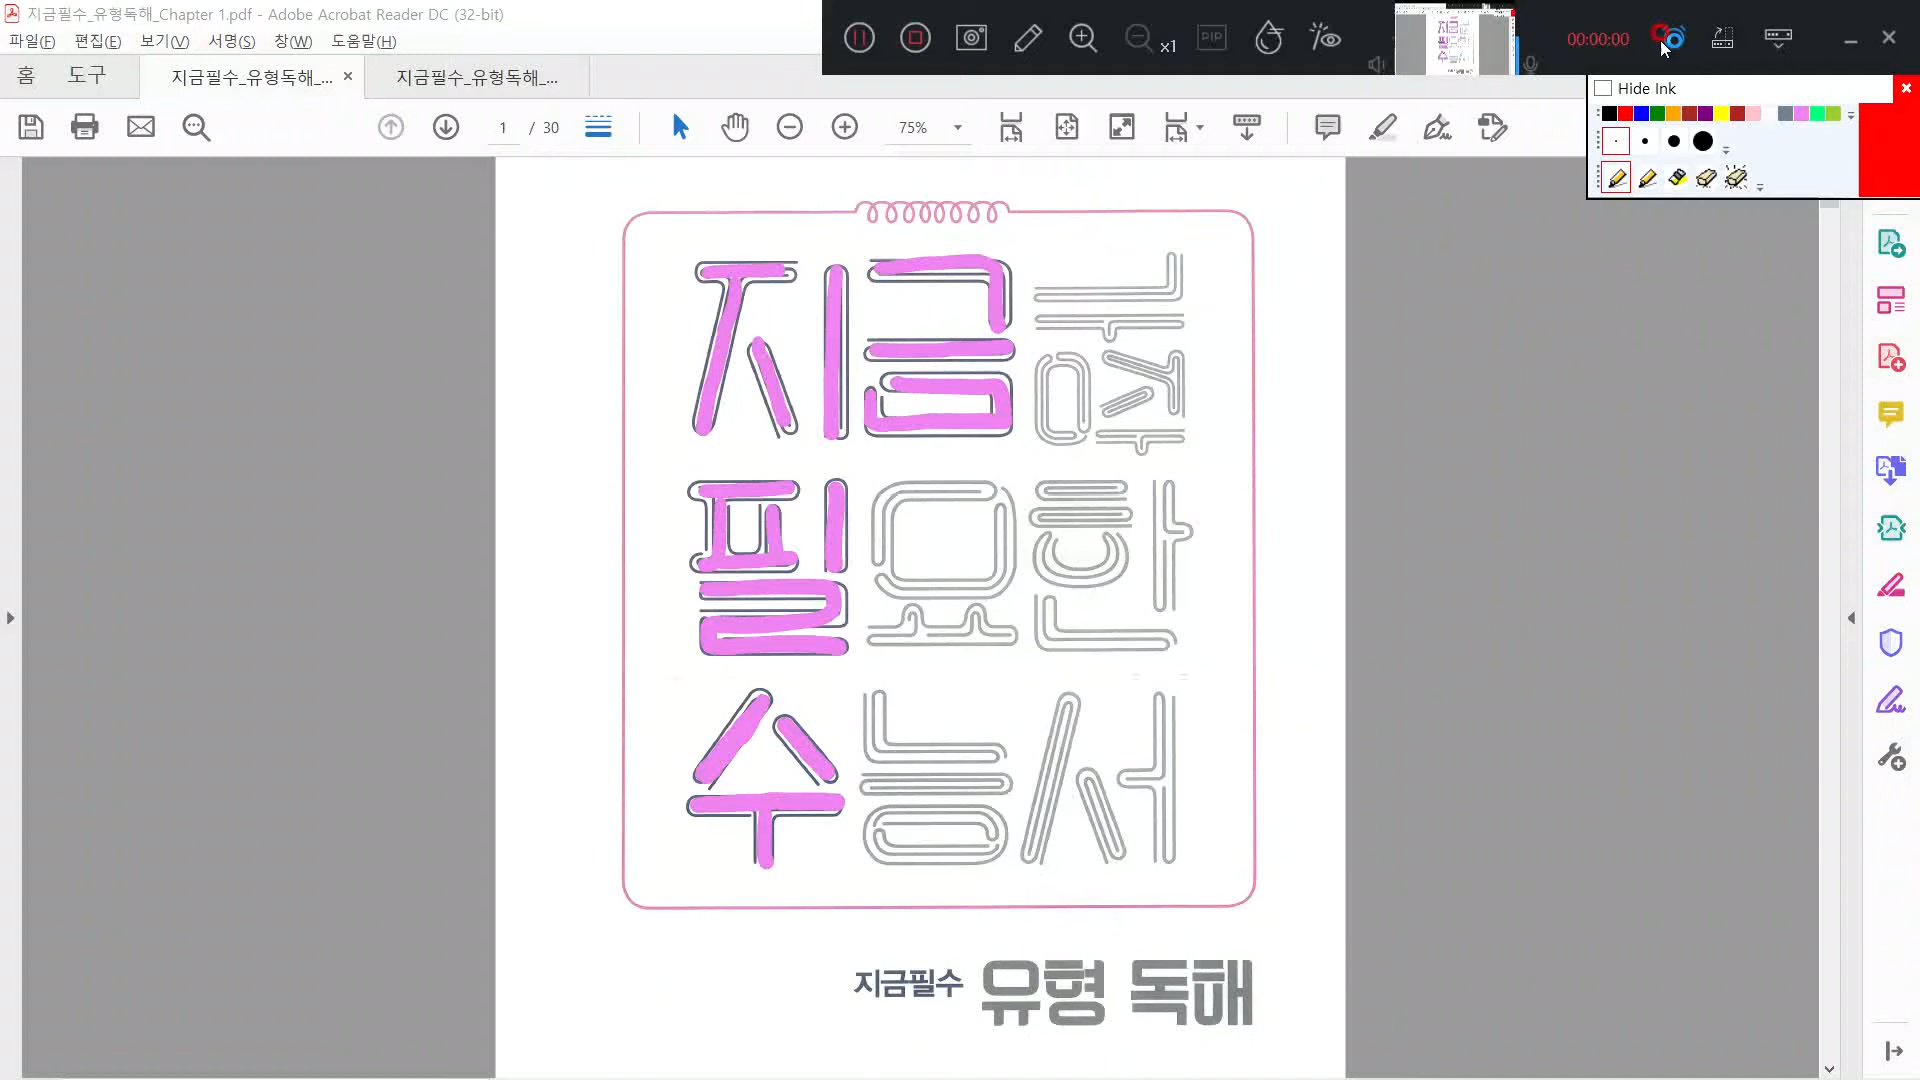 지금필수_유형독해_Chapter 1.pdf - Adobe Acrobat Reader DC (32-bit)
파일(F) 편집(E) 보기(V) 서명(S) 창(W) 도움말(H)
x1
PIP
00:00:00
홈 도구 지금필수_유형독해_... × 지금필수_유형독해_...
Hide Ink
1 / 30
75%
지금 누역
필요한
수능서
지금필수 유형 독해